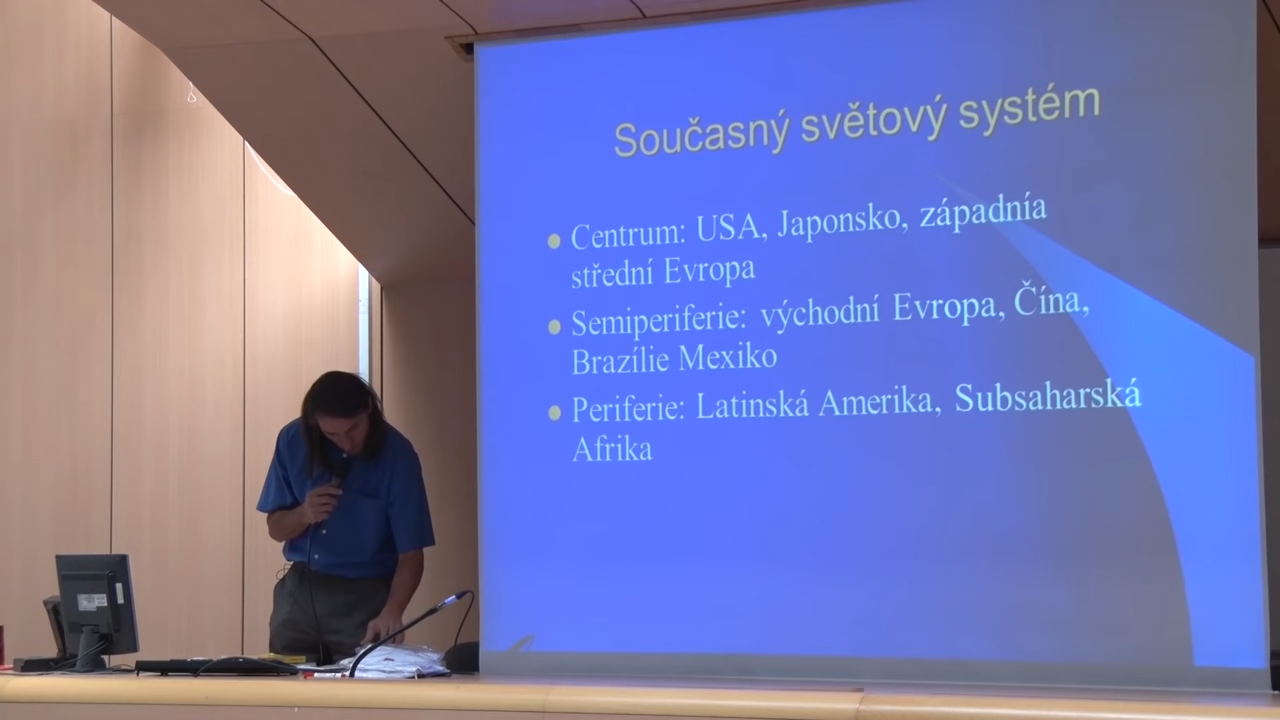 Současný světový systém
Centrum: USA, Japonsko, západnía
střední Evropa
Semiperiferie: východní Evropa, Čína,
Brazílie Mexiko
Periferie: Latinská Amerika, Subsaharská
Afrika